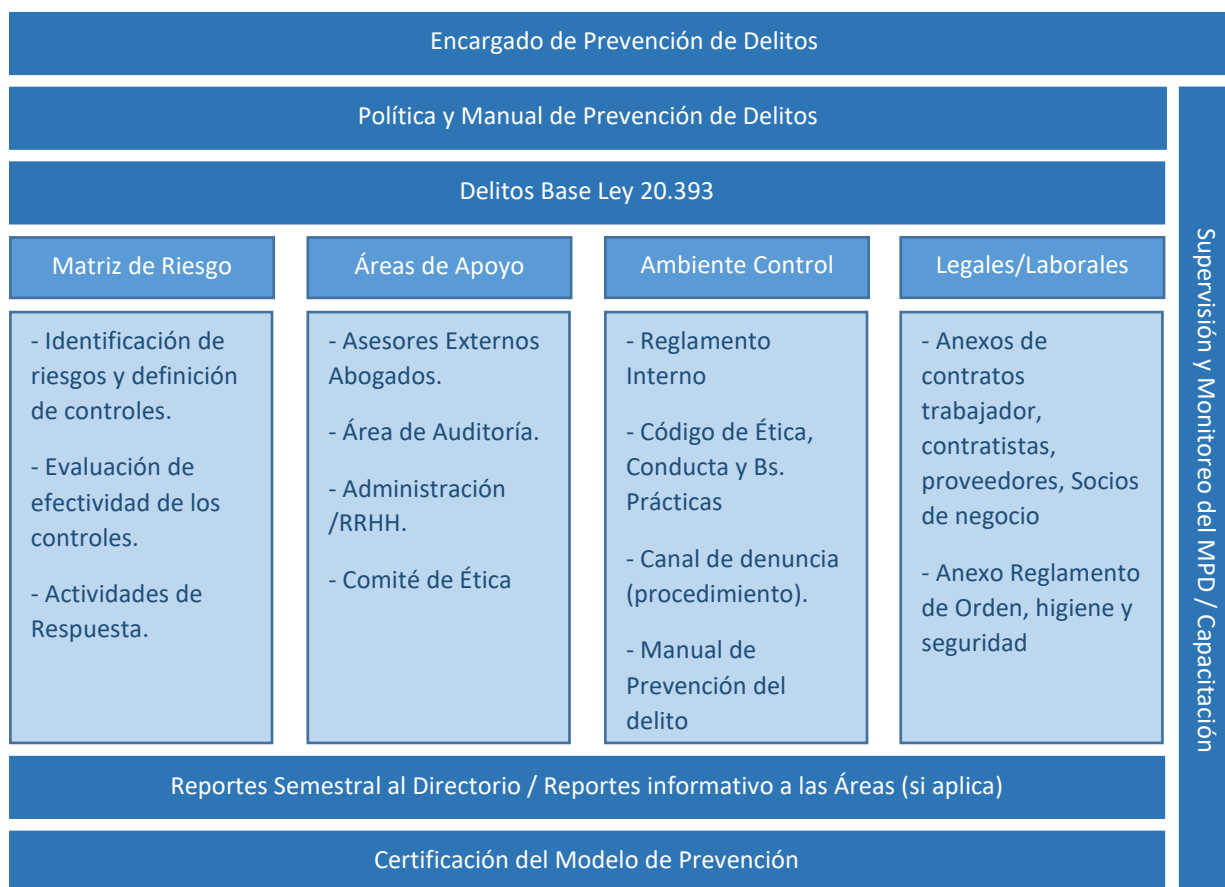 Encargado de Prevención de Delitos
Política y Manual de Prevención de Delitos
Delitos Base Ley 20.393
Matriz de Riesgo
- Identificación de
riesgos y definición
de controles.
- Evaluación de
efectividad de los
controles.
- Actividades de
Respuesta.
Áreas de Apoyo
- Asesores Externos
Abogados.
- Área de Auditoría.
- Administración
/RRHH.
- Comité de Ética
Ambiente Control
- Reglamento
Interno
- Código de Ética,
Conducta y Bs.
Prácticas
- Canal de denuncia
(procedimiento).
- Manual de
Prevención del
delito
Legales/Laborales
- Anexos de
contratos
trabajador,
contratistas,
proveedores, Socios
de negocio
- Anexo Reglamento
de Orden, higiene y
seguridad
Reportes Semestral al Directorio / Reportes informativo a las Áreas (si aplica)
Certificación del Modelo de Prevención
Supervisión y Monitoreo del MPD / Capacitación